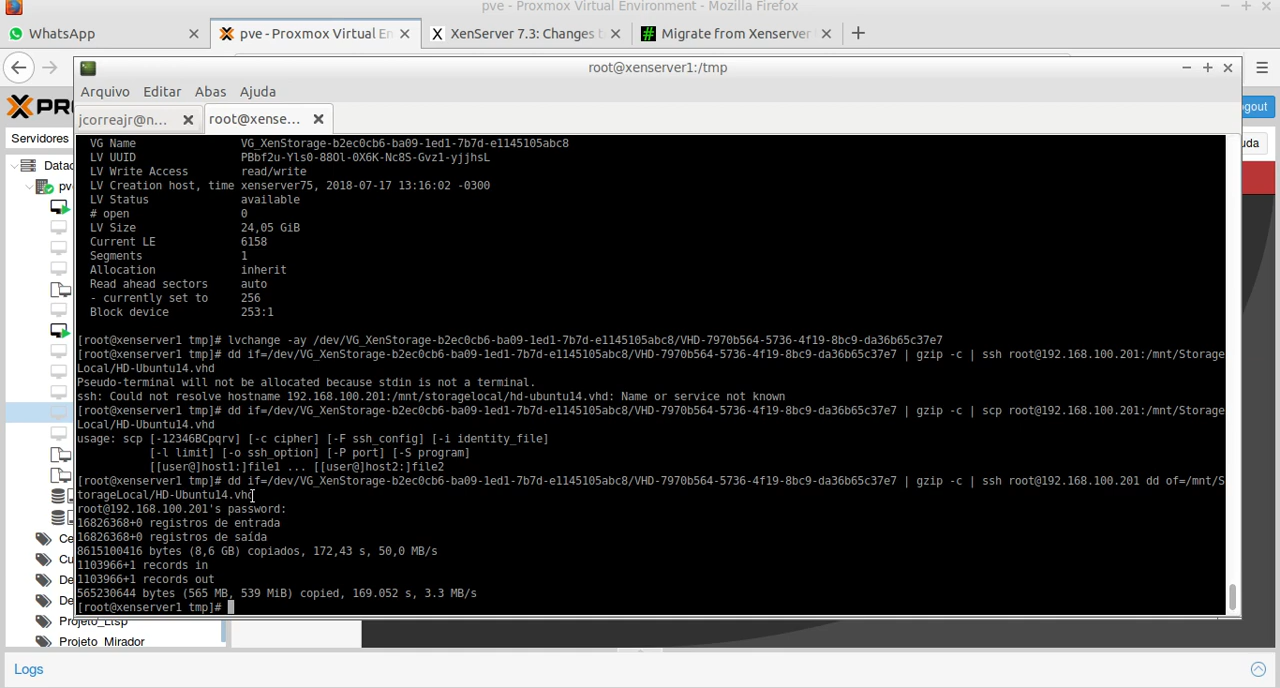 pve - Proxmox Virtual Environment - Mozilla Firefox
WhatsApp
pve - Proxmox Virtual En
XenServer 7.3: Changes t
Migrate from Xenserver
root@xenserver1:/tmp
Arquivo Editar Abas Ajuda
PRO
ogout
jcorreajr@n...
root@xense...
Servidores
uda
Datac
pve
VG Name VG_XenStorage-b2ec0cb6-ba09-1ed1-7b7d-e1145105abc8
LV UUID PBbf2u-Yls0-88Ol-0X6K-Nc8S-Gvz1-yjjhsL
LV Write Access read/write
LV Creation host, time xenserver75, 2018-07-17 13:16:02 -0300
LV Status available
# open 0
LV Size 24,05 GiB
Current LE 6158
Segments 1
Allocation inherit
Read ahead sectors auto
- currently set to 256
Block device 253:1
[root@xenserver1 tmp]# lvchange -ay /dev/VG_XenStorage-b2ec0cb6-ba09-1ed1-7b7d-e1145105abc8/VHD-7970b564-5736-4f19-8bc9-da36b65c37e7
[root@xenserver1 tmp]# dd if=/dev/VG_XenStorage-b2ec0cb6-ba09-1ed1-7b7d-e1145105abc8/VHD-7970b564-5736-4f19-8bc9-da36b65c37e7 | gzip -c | ssh root@192.168.100.201:/mnt/Storage
Local/HD-Ubuntu14.vhd
Pseudo-terminal will not be allocated because stdin is not a terminal.
ssh: Could not resolve hostname 192.168.100.201:/mnt/storagelocal/hd-ubuntu14.vhd: Name or service not known
[root@xenserver1 tmp]# dd if=/dev/VG_XenStorage-b2ec0cb6-ba09-1ed1-7b7d-e1145105abc8/VHD-7970b564-5736-4f19-8bc9-da36b65c37e7 | gzip -c | scp root@192.168.100.201:/mnt/Storage
Local/HD-Ubuntu14.vhd
usage: scp [-12346BCpqrv] [-c cipher] [-F ssh_config] [-i identity_file]
[-l limit] [-o ssh_option] [-P port] [-S program]
[[user@]host1:]file1 ... [[user@]host2:]file2
[root@xenserver1 tmp]# dd if=/dev/VG_XenStorage-b2ec0cb6-ba09-1ed1-7b7d-e1145105abc8/VHD-7970b564-5736-4f19-8bc9-da36b65c37e7 | gzip -c | ssh root@192.168.100.201 dd of=/mnt/S
torageLocal/HD-Ubuntu14.vhd
root@192.168.100.201's password:
16826368+0 registros de entrada
16826368+0 registros de saída
8615100416 bytes (8,6 GB) copiados, 172,43 s, 50,0 MB/s
1103966+1 records in
1103966+1 records out
565230644 bytes (565 MB, 539 MiB) copied, 169.052 s, 3.3 MB/s
[root@xenserver1 tmp]#
Ce
Cu
De
De
Projeto_Ltsp
Projeto_Mirador
Logs